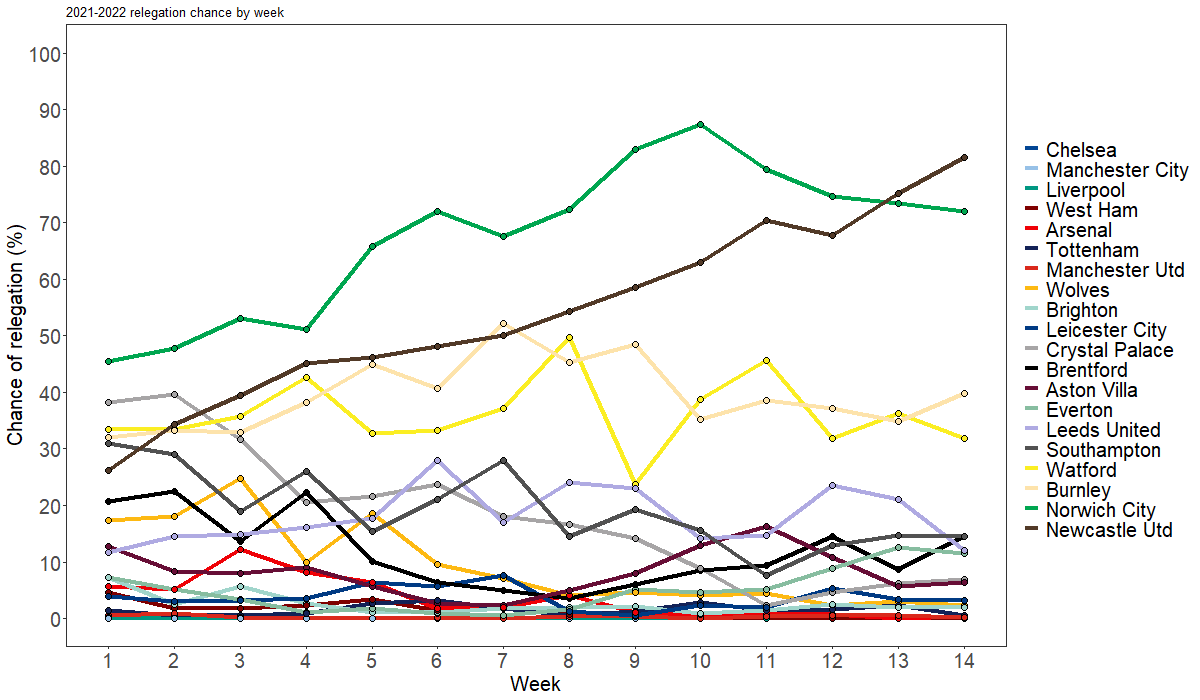 2021-2022 relegation chance by week
Chance of relegation (%)
100
90
80
70
60
50
40
30
20
10
0
1 2 3 4 5 6 7 8 9 10 11 12 13 14
Week
Chelsea
Manchester City
Liverpool
West Ham
Arsenal
Tottenham
Manchester Utd
Wolves
Brighton
Leicester City
Crystal Palace
Brentford
Aston Villa
Everton
Leeds United
Southampton
Watford
Burnley
Norwich City
Newcastle Utd